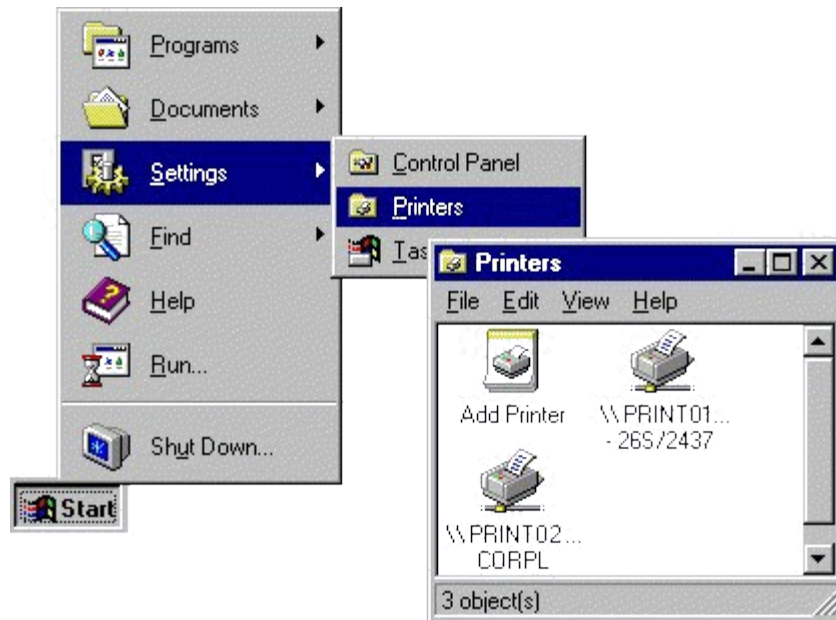 Programs
Documents
Settings
Find
Help
Run...
Shut Down...
Start
Control Panel
Printers
Printers
File Edit View Help
Add Printer
\\PRINT01...
- 26S/2437
\\PRINT02...
CORPL
3 object(s)